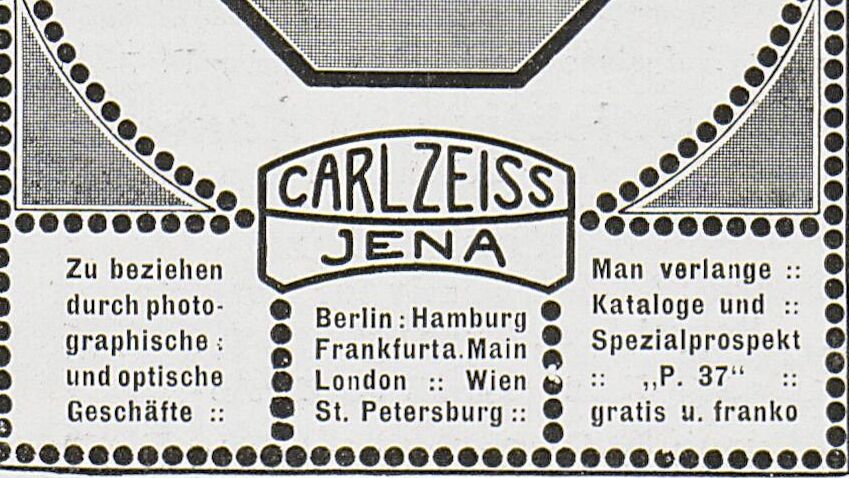 CARL ZEISS
JENA
Zu beziehen
durch photo-
graphische :
und optische
Geschäfte ::
Berlin : Hamburg
Frankfurt a. Main
London :: Wien
St. Petersburg ::
Man verlange ::
Kataloge und ::
Spezialprospekt
:: „P. 37“ ::
gratis u. franko